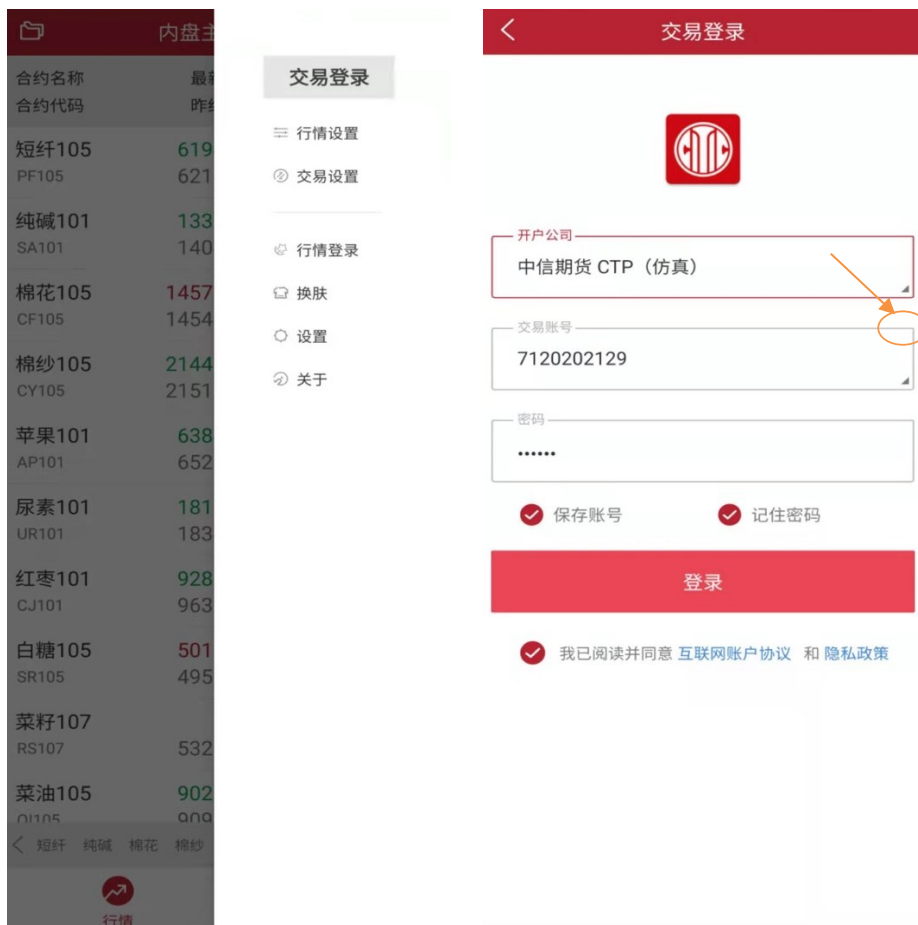 内盘主
合约名称 最新
合约代码 昨结
短纤105 619
PF105 621
纯碱101 133
SA101 140
棉花105 1457
CF105 1454
棉纱105 2144
CY105 2151
苹果101 638
AP101 652
尿素101 181
UR101 183
红枣101 928
CJ101 963
白糖105 501
SR105 495
菜籽107
RS107 532
菜油105 902
OI105 909
短纤 纯碱 棉花 棉纱
行情
交易登录
行情设置
交易设置
行情登录
换肤
设置
关于
交易登录
开户公司
中信期货 CTP（仿真）
交易账号
7120202129
密码
••••••
保存账号 记住密码
登录
我已阅读并同意 互联网账户协议 和 隐私政策